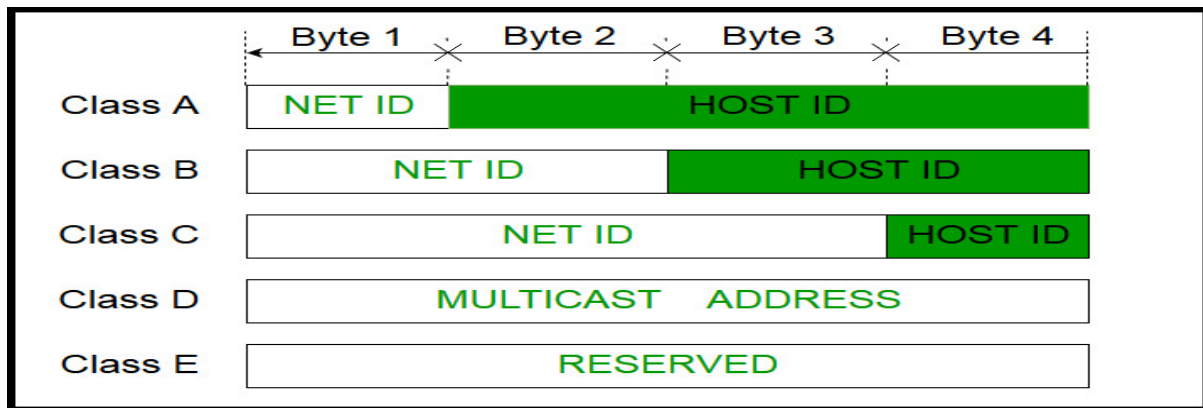 Byte 1 Byte 2 Byte 3 Byte 4
Class A NET ID HOST ID
Class B NET ID HOST ID
Class C NET ID HOST ID
Class D MULTICAST ADDRESS
Class E RESERVED